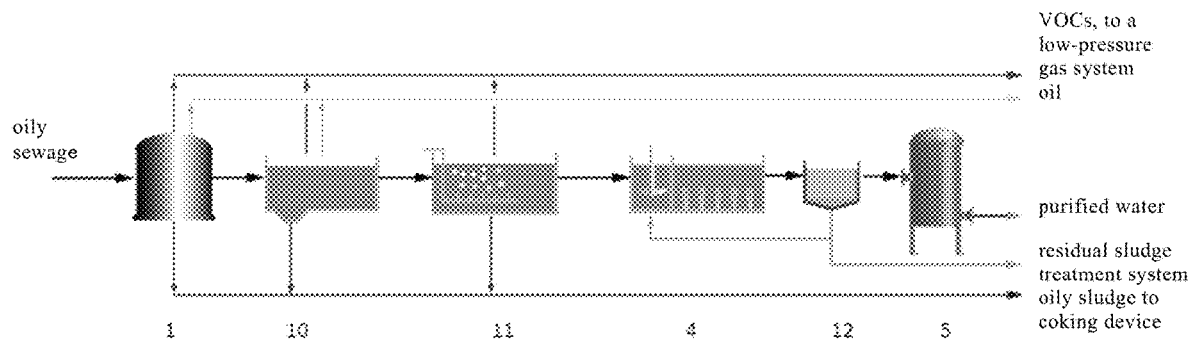 VOCs, to a
low-pressure
gas system
oil
oily
sewage
purified water
residual sludge
treatment system
oily sludge to
coking device
1 10 11 4 12 5